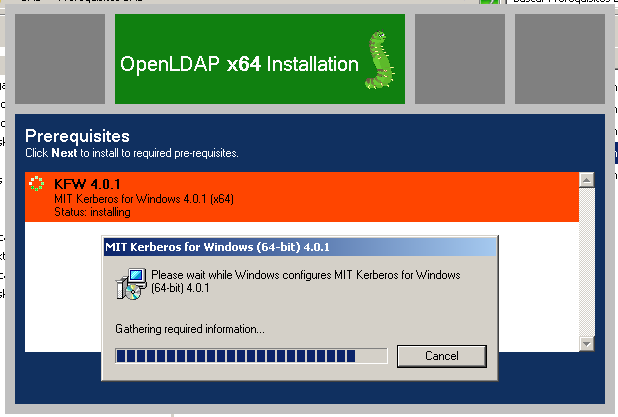 OpenLDAP x64 Installation
Prerequisites
Click Next to install to required pre-requisites.
KFW 4.0.1
MIT Kerberos for Windows 4.0.1 (x64)
Status: installing
MIT Kerberos for Windows (64-bit) 4.0.1
Please wait while Windows configures MIT Kerberos for Windows
(64-bit) 4.0.1
Gathering required information...
Cancel